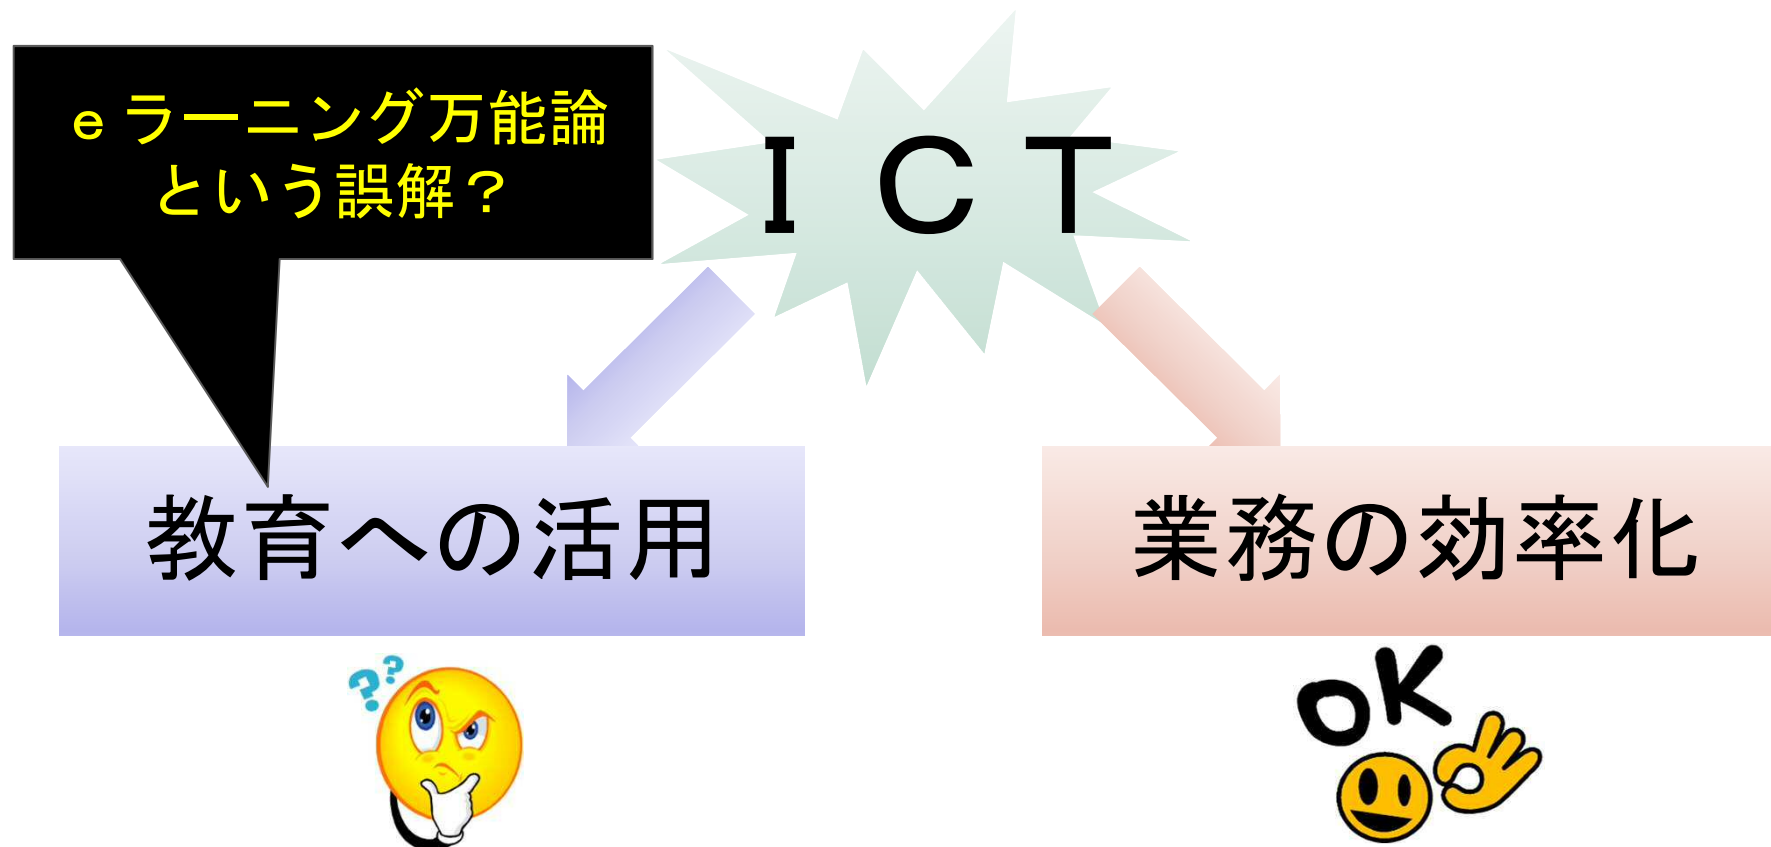 ｅラーニング万能論
という誤解？
ＩＣＴ
教育への活用
業務の効率化
??
OK